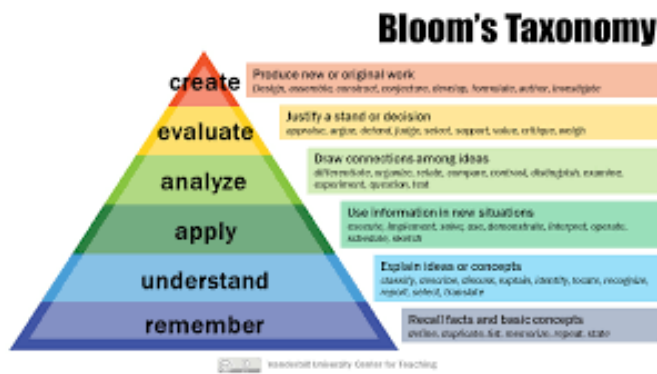 Bloom's Taxonomy
create
Produce new or original work
Design, assemble, construct, conjecture, develop, formulate, author, investigate
evaluate
Justify a stand or decision
appraise, argue, defend, judge, select, support, value, critique, weigh
analyze
Draw connections among ideas
differentiate, organize, relate, compare, contrast, distinguish, examine,
experiment, question, test
apply
Use information in new situations
execute, implement, solve, use, demonstrate, interpret, operate,
schedule, sketch
understand
Explain ideas or concepts
classify, describe, discuss, explain, identify, locate, recognize,
report, select, translate
remember
Recall facts and basic concepts
define, duplicate, list, memorize, repeat, state
Vanderbilt University Center for Teaching